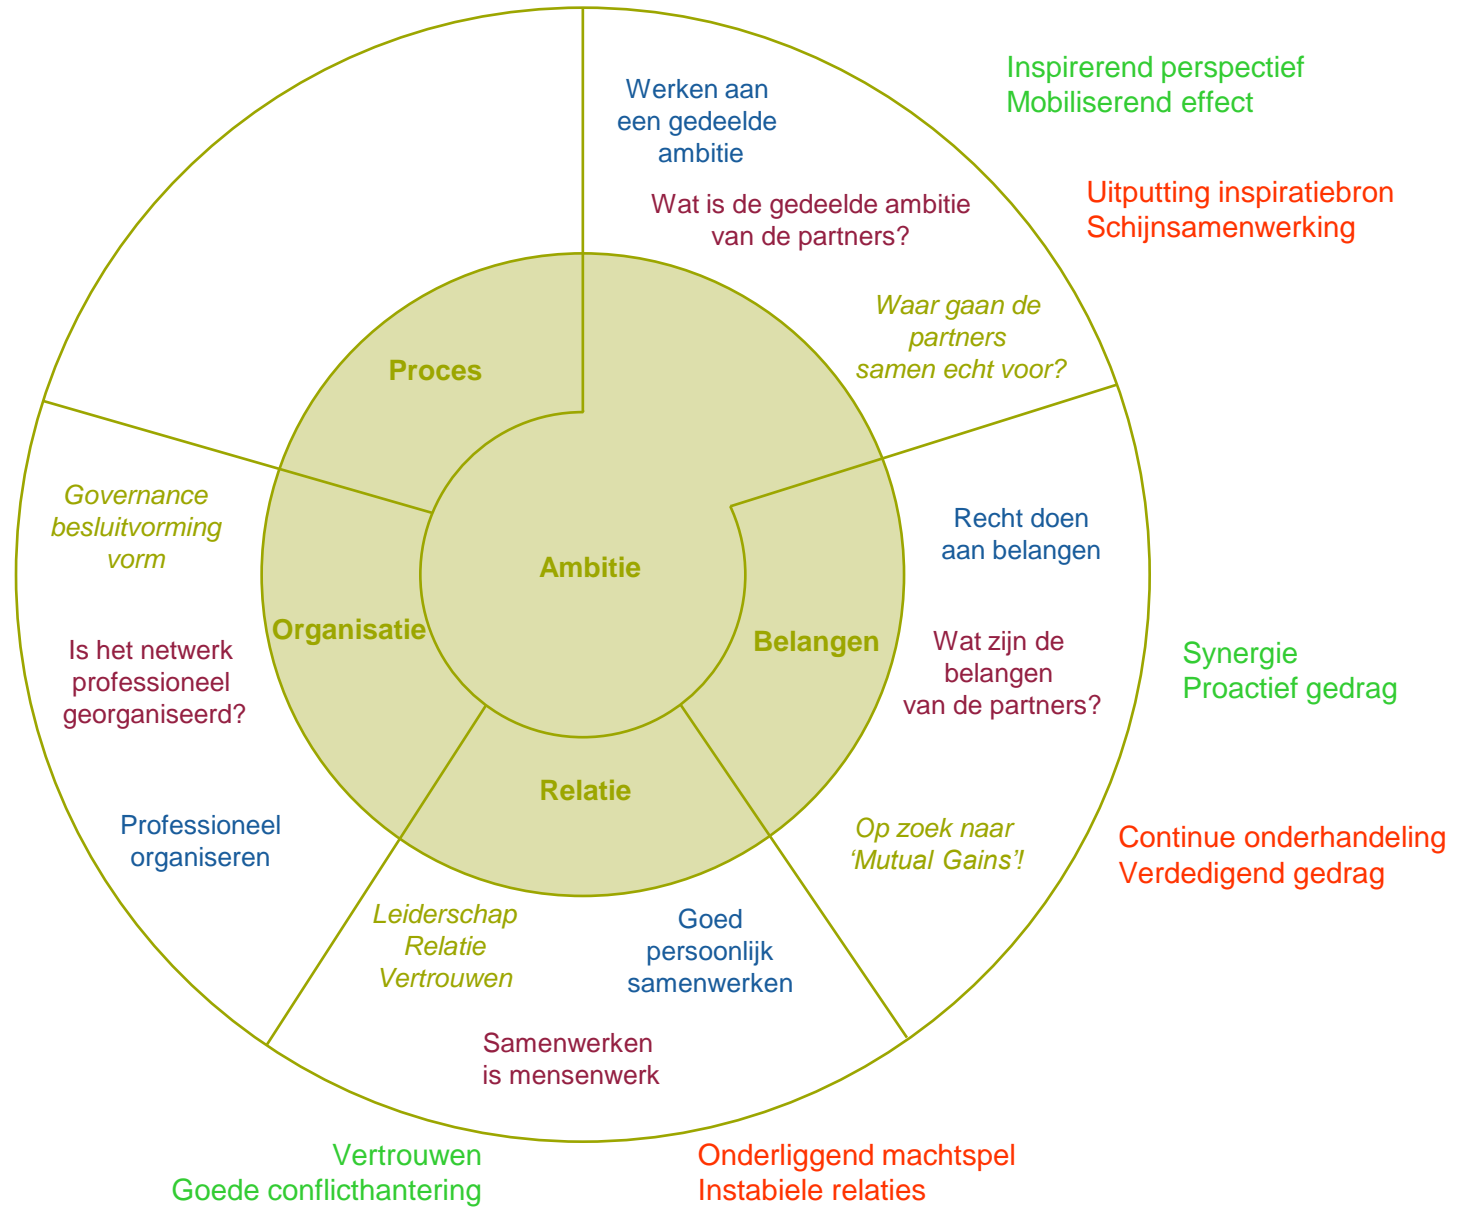 Inspirerend perspectief
Mobiliserend effect
Werken aan
een gedeelde
ambitie
Uitputting inspiratiebron
Schijnsamenwerking
Wat is de gedeelde ambitie
van de partners?
Waar gaan de
partners
samen echt voor?
Proces
Governance
besluitvorming
vorm
Recht doen
aan belangen
Ambitie
Organisatie
Belangen
Is het netwerk
professioneel
georganiseerd?
Wat zijn de
belangen
van de partners?
Synergie
Proactief gedrag
Relatie
Professioneel
organiseren
Op zoek naar
‘Mutual Gains’!
Continue onderhandeling
Verdedigend gedrag
Leiderschap
Relatie
Vertrouwen
Goed
persoonlijk
samenwerken
Samenwerken
is mensenwerk
Vertrouwen
Goede conflicthantering
Onderliggend machtspel
Instabiele relaties